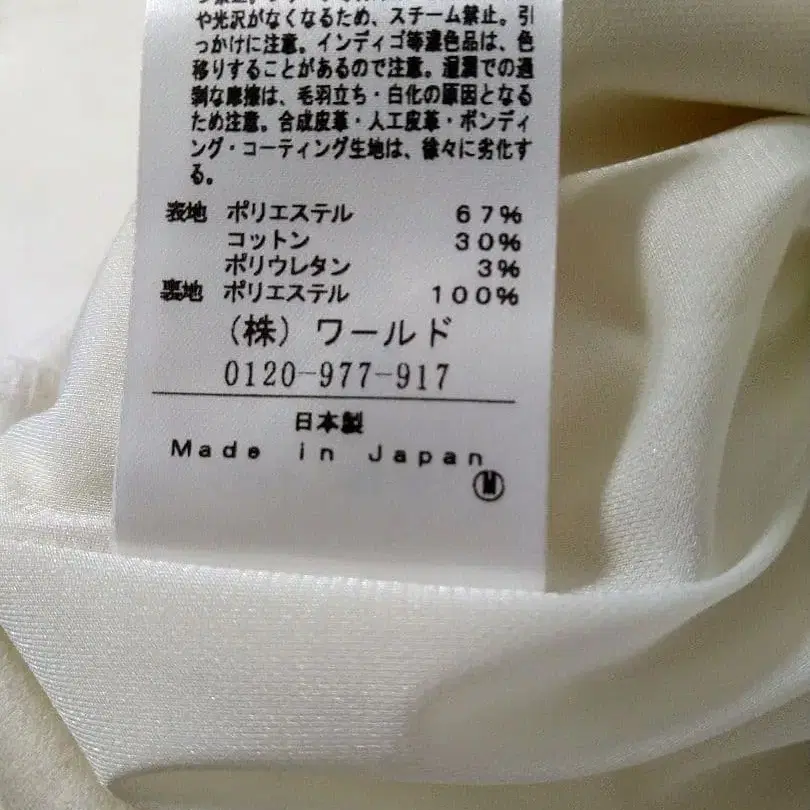 や光沢がなくなるため、スチーム禁止。引
っかけに注意。インディゴ等濃色品は、色
移りすることがあるので注意。湿潤での過
剰な摩擦は、毛羽立ち・白化の原因となる
ため注意。合成皮革・人工皮革・ボンディ
ング・コーティング生地は、徐々に劣化す
る。
表地 ポリエステル 67%
コットン 30%
ポリウレタン 3%
裏地 ポリエステル 100%
(株)ワールド
0120-977-917
日本製
Made in Japan
M